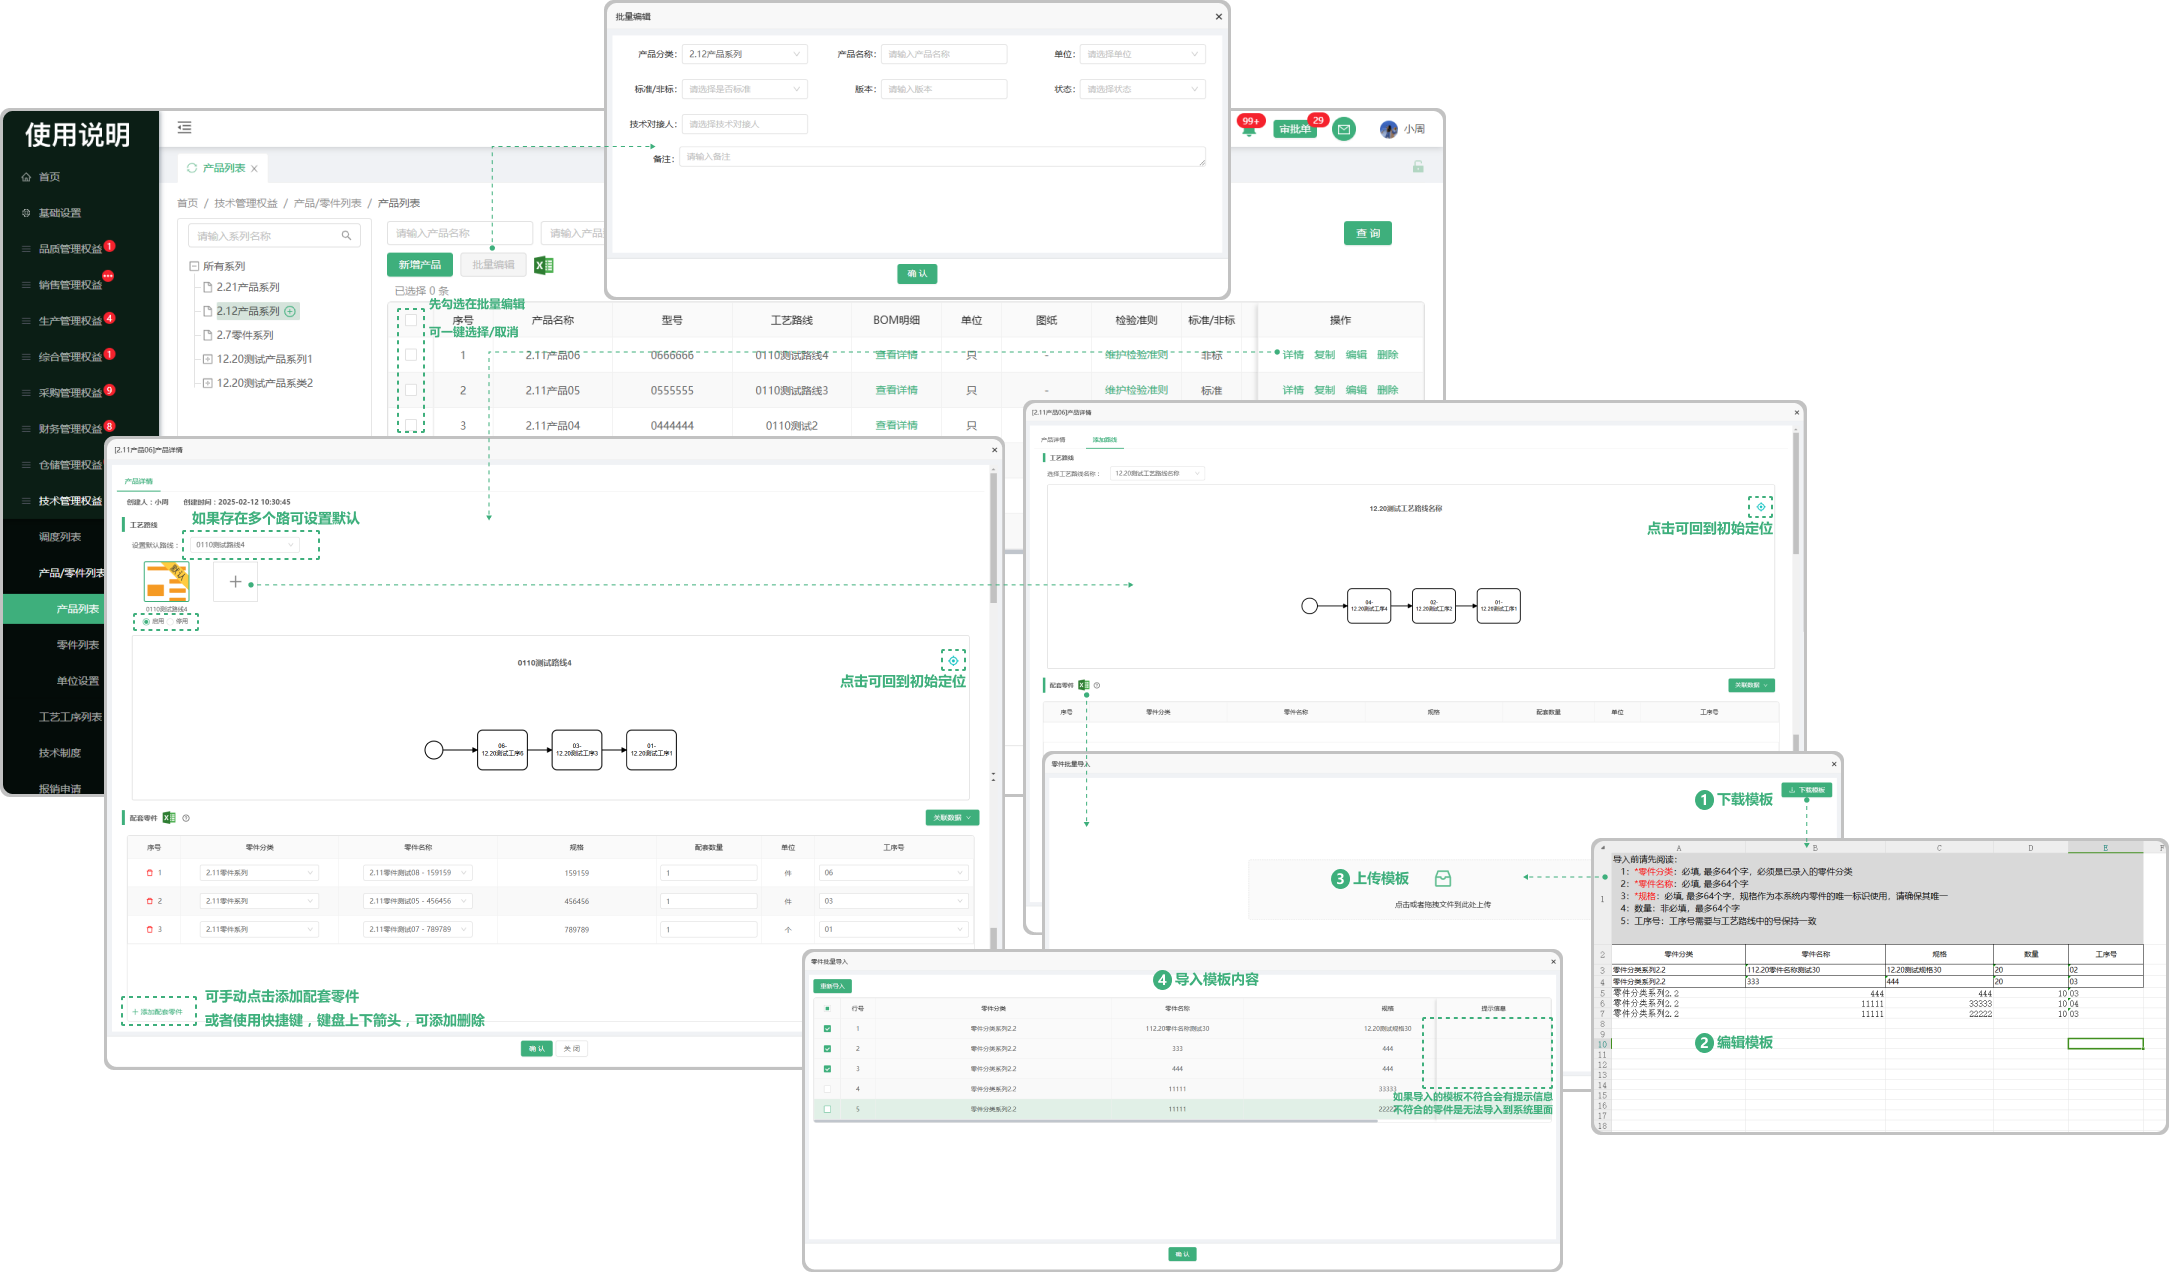 批量编辑
产品分类： 2.12产品系列
产品名称： 请输入产品名称
单位： 请选择单位
标准/非标： 请选择是否标准
版本： 请输入版本
状态： 请选择状态
技术对接人： 请选择技术对接人
备注： 请输入备注
确 认
使用说明
首页
基础设置
品质管理权益 1
销售管理权益
生产管理权益 4
综合管理权益 1
采购管理权益 9
财务管理权益 8
仓储管理权益
技术管理权益
调度列表
产品/零件列表
产品列表
零件列表
单位设置
工艺工序列表
技术制度
报销申请
99+
审批单 29
小周
产品列表
首页 / 技术管理权益 / 产品/零件列表 / 产品列表
请输入系列名称
所有系列
2.21产品系列
2.12产品系列
2.7零件系列
12.20测试产品系列1
12.20测试产品系类2
请输入产品名称
请输入产品
查 询
新增产品 批量编辑
已选择 0 条
先勾选在批量编辑
可一键选择/取消
序号 产品名称 型号 工艺路线 BOM明细 单位 图纸 检验准则 标准/非标 操作
1 2.11产品06 0666666 0110测试路线4 查看详情 只 - 维护检验准则 非标 详情 复制 编辑 删除
2 2.11产品05 0555555 0110测试路线3 查看详情 只 - 维护检验准则 标准 详情 复制 编辑 删除
3 2.11产品04 0444444 0110测试2 查看详情 只
[2.11产品06]产品详情
产品详情
创建人：小周 创建时间：2025-02-12 10:30:45
工艺路线
如果存在多个路可设置默认
设置默认路线： 0110测试路线4
默认
0110测试路线4
启用 停用
0110测试路线4
点击可回到初始定位
06-
12.20测试工序6
03-
12.20测试工序3
01-
12.20测试工序1
配套零件
关联数据
序号 零件分类 零件名称 规格 配套数量 单位 工序号
1 2.11零件系列 2.11零件测试08 - 159159 159159 1 件 06
2 2.11零件系列 2.11零件测试05 - 456456 456456 1 件 03
3 2.11零件系列 2.11零件测试07 - 789789 789789 1 个 01
可手动点击添加配套零件
或者使用快捷键，键盘上下箭头，可添加删除
+ 添加配套零件
确 认 关 闭
[2.11产品06]产品详情
产品详情 添加路线
工艺路线
选择工艺路线名称： 12.20测试工艺路线名称
12.20测试工艺路线名称
点击可回到初始定位
04-
12.20测试工序4
02-
12.20测试工序2
01-
12.20测试工序1
配套零件
关联数据
序号 零件分类 零件名称 规格 配套数量 单位 工序号
零件批量导入
1 下载模板
下载模板
3 上传模板
点击或者拖拽文件到此处上传
A B C D E F
1
导入前请先阅读：
1：*零件分类：必填, 最多64个字，必须是已录入的零件分类
2：*零件名称：必填, 最多64个字
3：*规格：必填, 最多64个字，规格作为本系统内零件的唯一标识使用，请确保其唯一
4：数量：非必填，最多64个字
5：工序号：工序号需要与工艺路线中的号保持一致
2 零件分类 零件名称 规格 数量 工序号
3 零件分类系列2.2 112.20零件名称测试30 12.20测试规格30 20 02
4 零件分类系列2.2 333 444 20 03
5 零件分类系列2.2 444 444 10 03
6 零件分类系列2.2 11111 33333 10 04
7 零件分类系列2.2 11111 22222 10 03
8
9
10
11
12
13
14
15
16
17
18
2 编辑模板
零件批量导入
4 导入模板内容
重新导入
行号 零件分类 零件名称 规格 提示信息
1 零件分类系列2.2 112.20零件名称测试30 12.20测试规格30
2 零件分类系列2.2 333 444
3 零件分类系列2.2 444 444
4 零件分类系列2.2 11111 33333
5 零件分类系列2.2 11111 22222
如果导入的模板不符合会有提示信息
不符合的零件是无法导入到系统里面
确 认